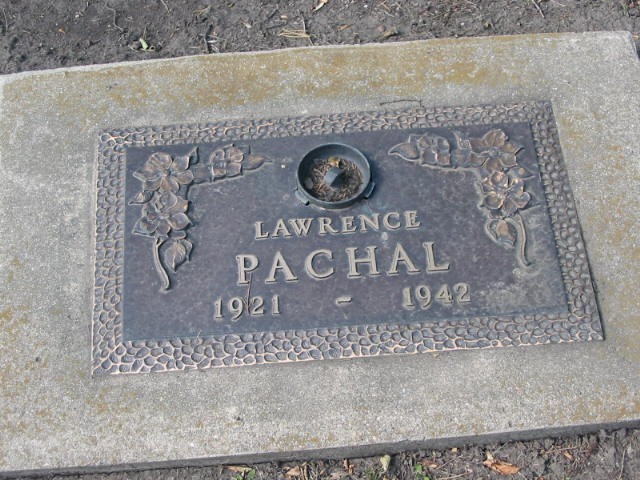 LAWRENCE
PACHAL
1921 - 1942